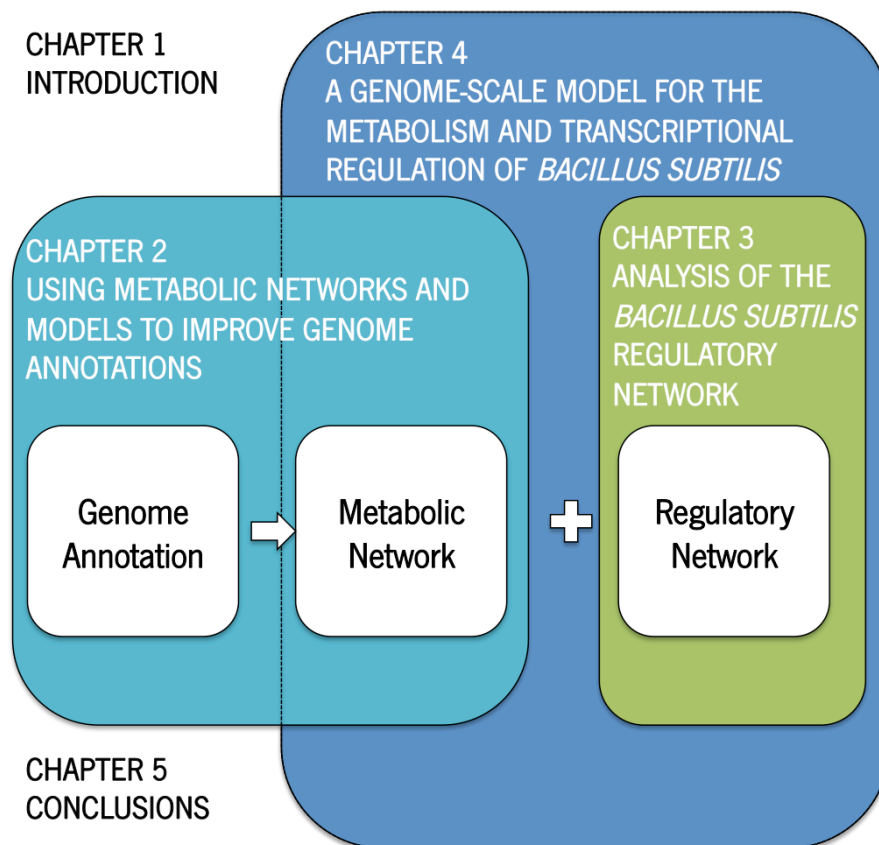 CHAPTER 1
INTRODUCTION
CHAPTER 4
A GENOME-SCALE MODEL FOR THE
METABOLISM AND TRANSCRIPTIONAL
REGULATION OF BACILLUS SUBTILIS
CHAPTER 2
USING METABOLIC NETWORKS AND
MODELS TO IMPROVE GENOME
ANNOTATIONS
CHAPTER 3
ANALYSIS OF THE
BACILLUS SUBTILIS
REGULATORY
NETWORK
Genome
Annotation
Metabolic
Network
Regulatory
Network
CHAPTER 5
CONCLUSIONS